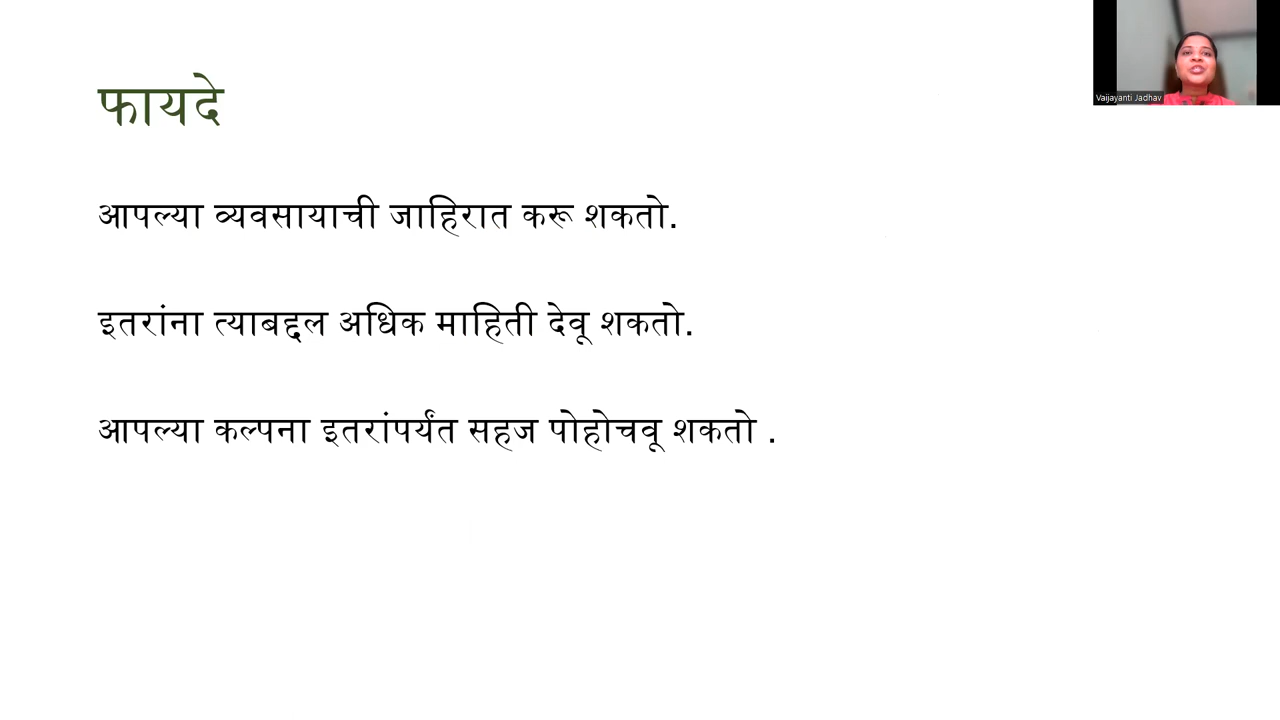 फायदे
Vaijayanti Jadhav
आपल्या व्यवसायाची जाहिरात करू शकतो.
इतरांना त्याबद्दल अधिक माहिती देवू शकतो.
आपल्या कल्पना इतरांपर्यंत सहज पोहोचवू शकतो .